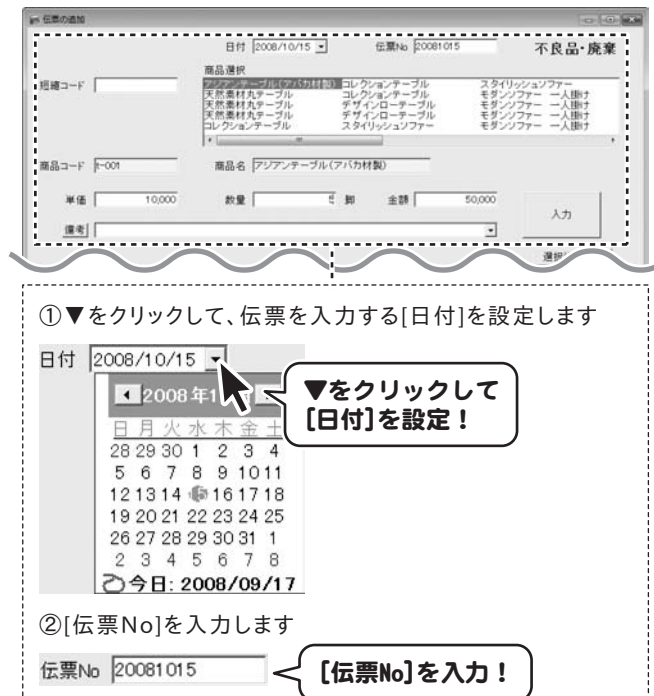 伝票の追加
日付 2008/10/15 伝票No 20081015 不良品・廃棄
商品選択
短縮コード
アジアンテーブル(アバカ材製) コレクションテーブル スタイリッシュソファー
天然素材丸テーブル コレクションテーブル モダンソファー 一人掛け
天然素材丸テーブル デザインローテーブル モダンソファー 一人掛け
天然素材丸テーブル デザインローテーブル モダンソファー 一人掛け
コレクションテーブル スタイリッシュソファー モダンソファー 一人掛け
商品コード t-001 商品名 アジアンテーブル(アバカ材製)
単価 10,000 数量 5 脚 金額 50,000
入力
備考
選択
①▼をクリックして、伝票を入力する[日付]を設定します
日付 2008/10/15
2008年1
▼をクリックして
[日付]を設定！
日 月 火 水 木 金 土
28 29 30 1 2 3 4
5 6 7 8 9 10 11
12 13 14 15 16 17 18
19 20 21 22 23 24 25
26 27 28 29 30 31 1
2 3 4 5 6 7 8
今日: 2008/09/17
②[伝票No]を入力します
伝票No 20081015
[伝票No]を入力！